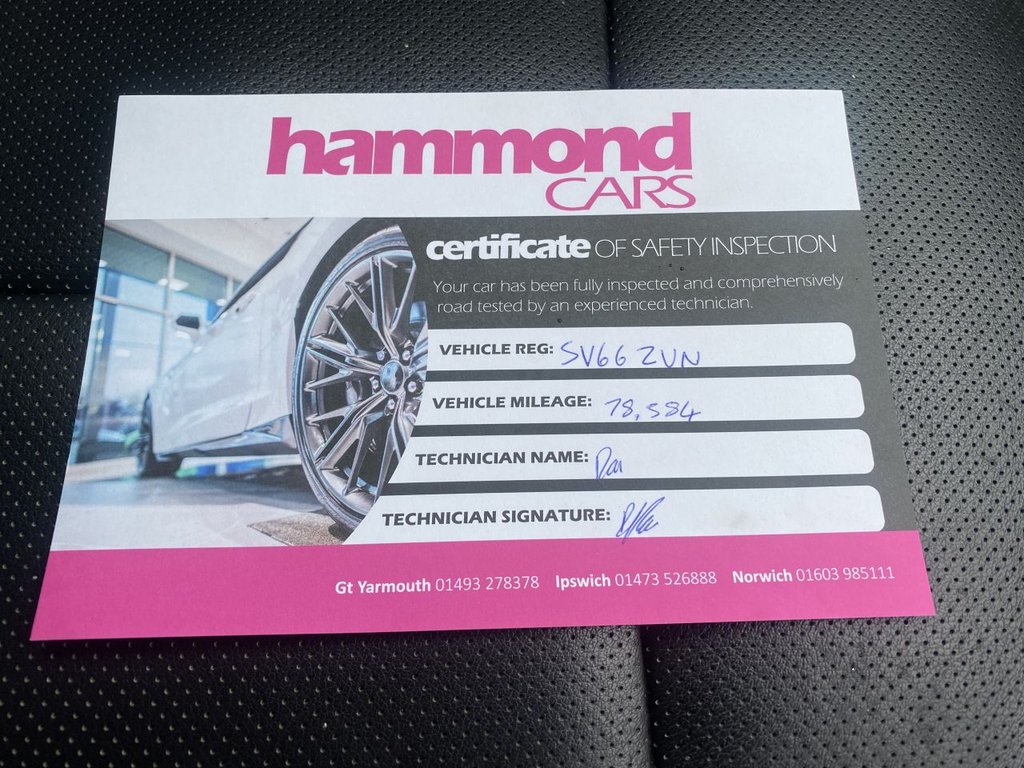 hammond
CARS
certificate OF SAFETY INSPECTION
Your car has been fully inspected and comprehensively
road tested by an experienced technician.
VEHICLE REG: SV66 ZUN
VEHICLE MILEAGE: 78,584
TECHNICIAN NAME:
TECHNICIAN SIGNATURE:
Gt Yarmouth 01493 278378 Ipswich 01473 526888 Norwich 01603 985111